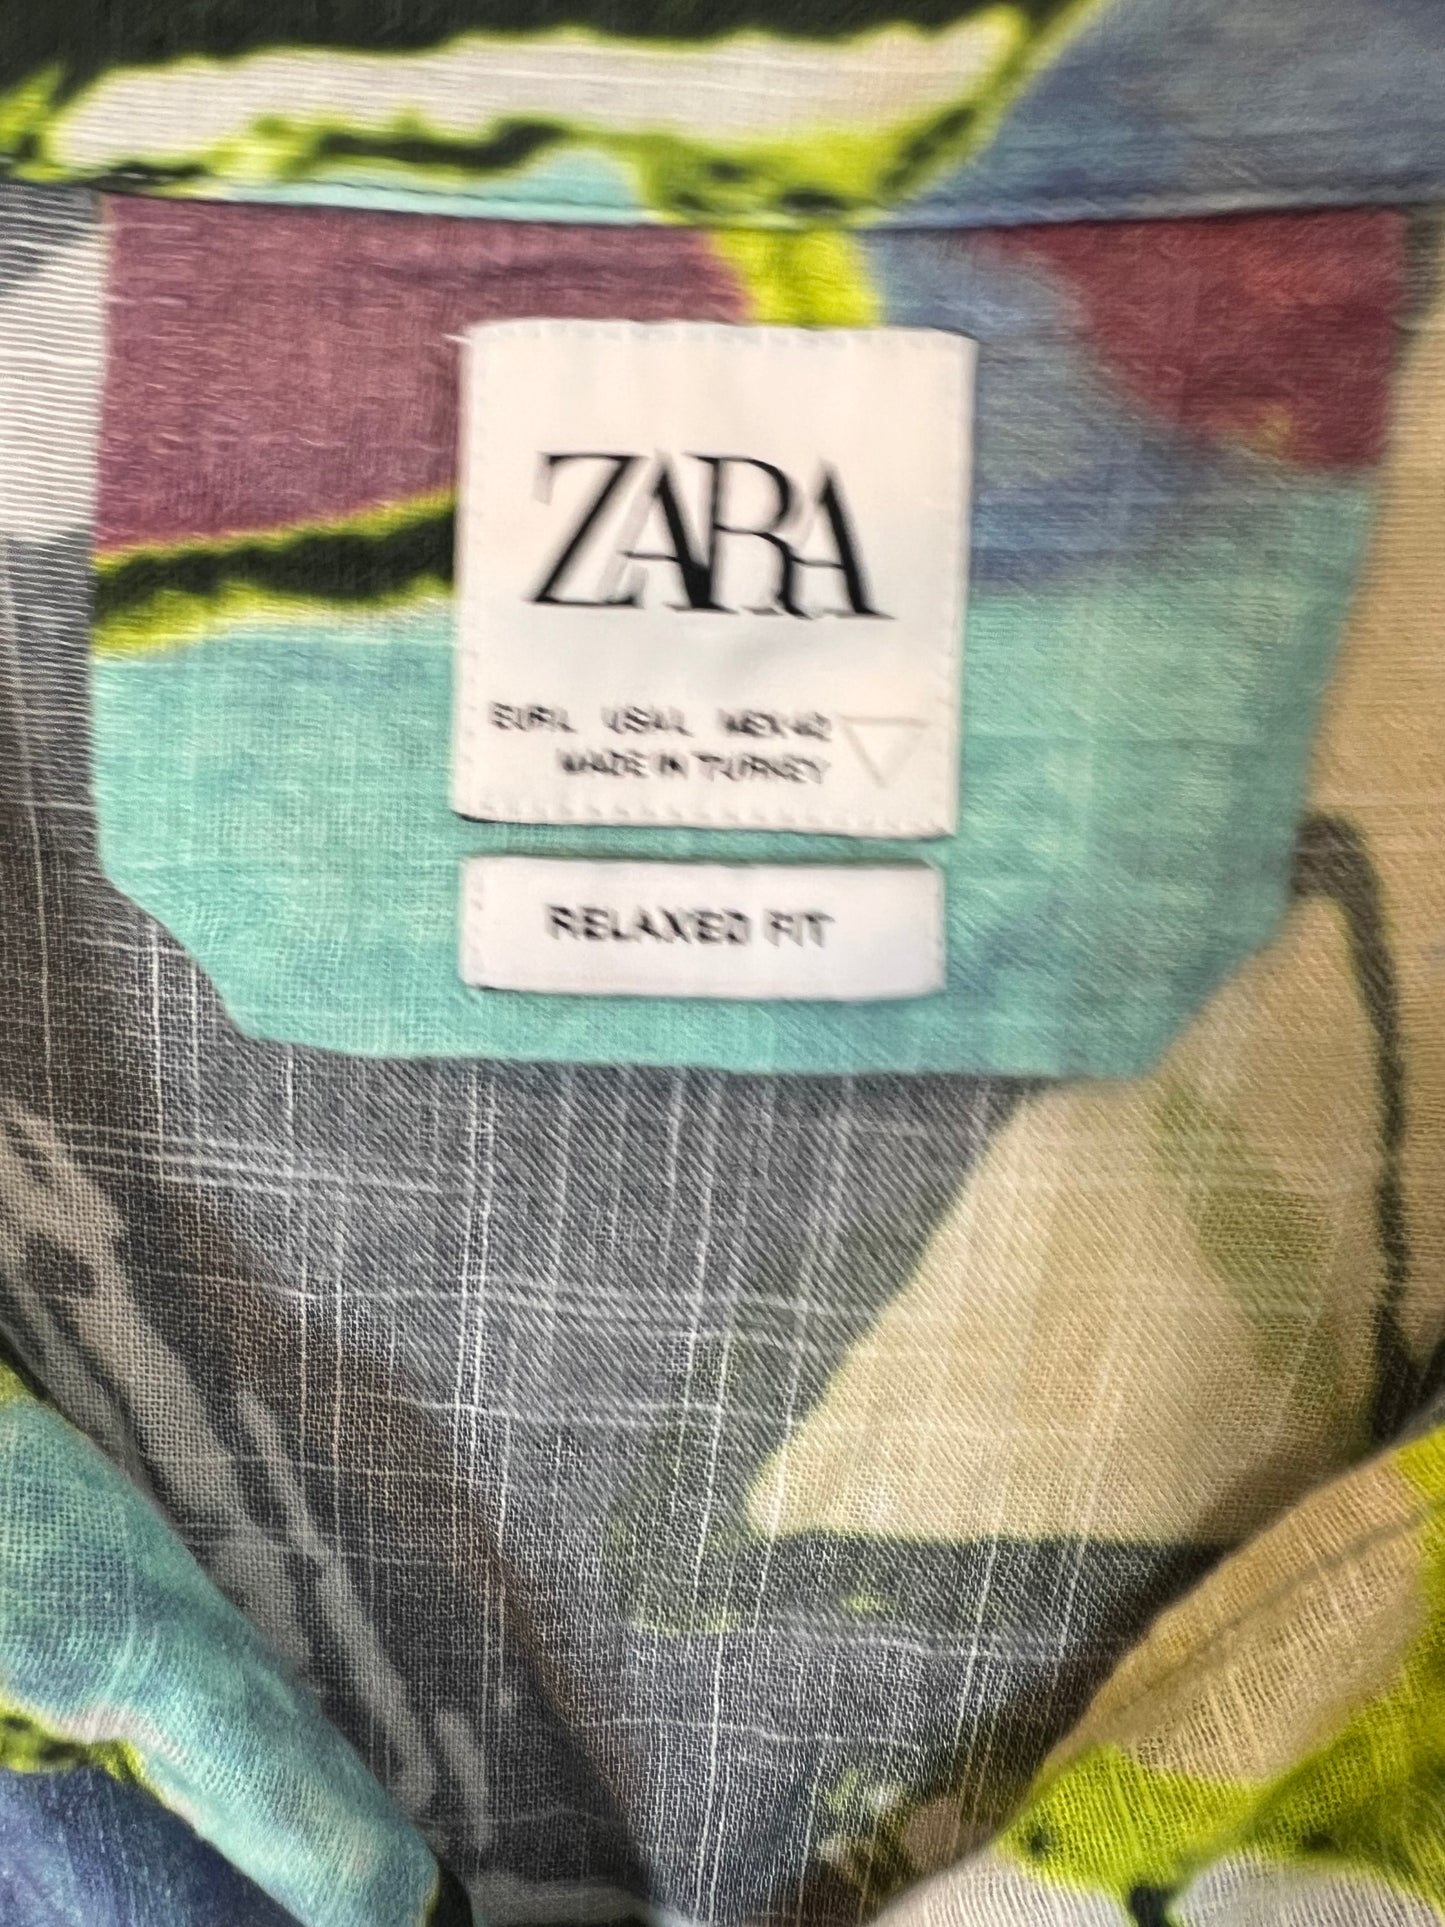 ZARA
EUR L USA L MEX 42
MADE IN TURKEY
RELAXED FIT